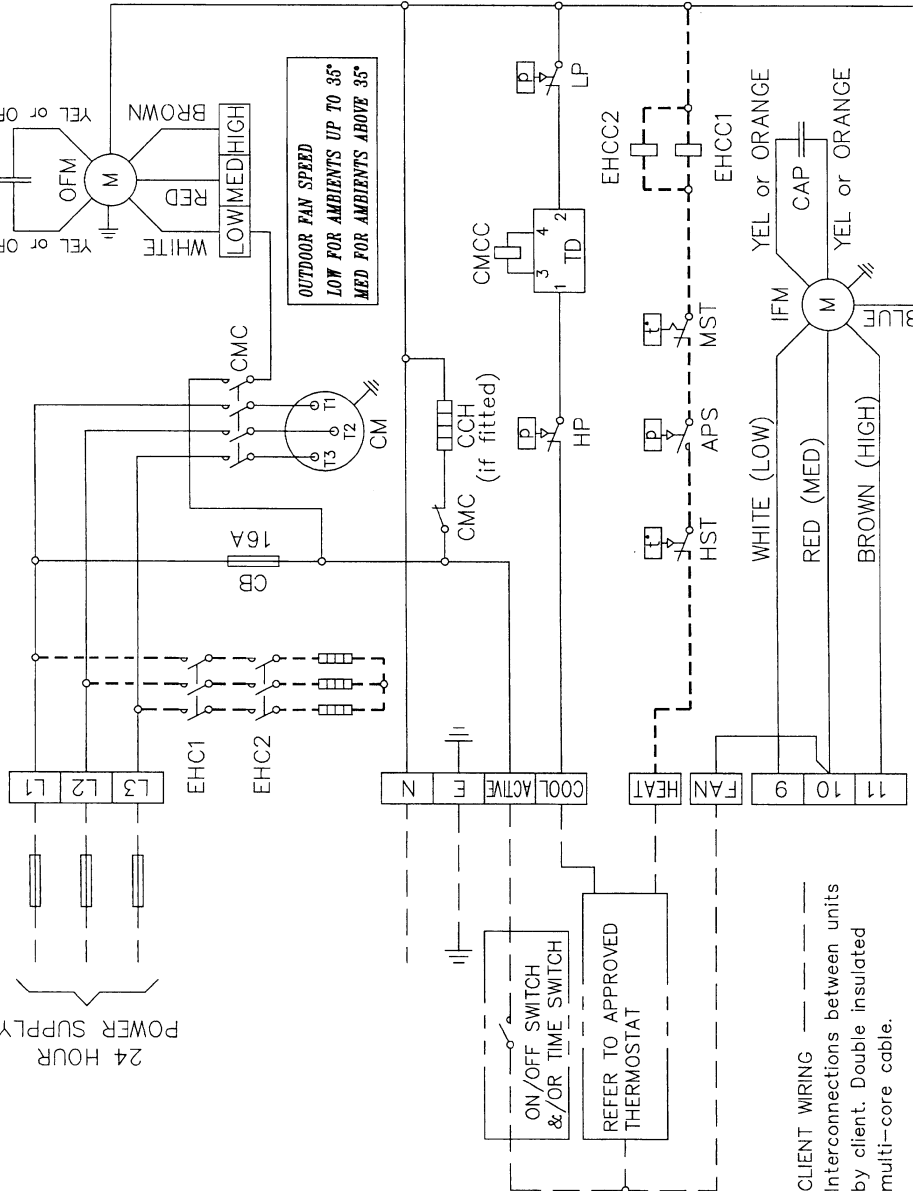 YEL or OR
YEL or OR
OFM
M
BROWN
RED
WHITE
HIGH
MED
LOW
OUTDOOR FAN SPEED
LOW FOR AMBIENTS UP TO 35°
MED FOR AMBIENTS ABOVE 35°
CMC
T1
T2
T3
CM
CCH
(if fitted)
CMC
16A
CB
p
LP
CMCC
3
4
1
2
TD
p
HP
EHCC2
EHCC1
t°
MST
p
APS
t°
HST
YEL or ORANGE
CAP
YEL or ORANGE
IFM
M
BLUE
WHITE (LOW)
RED (MED)
BROWN (HIGH)
EHC1
EHC2
L1
L2
L3
N
E
ACTIVE
COOL
HEAT
FAN
9
10
11
24 HOUR
POWER SUPPLY
ON/OFF SWITCH
&/OR TIME SWITCH
REFER TO APPROVED
THERMOSTAT
CLIENT WIRING
Interconnections between units
by client. Double insulated
multi-core cable.